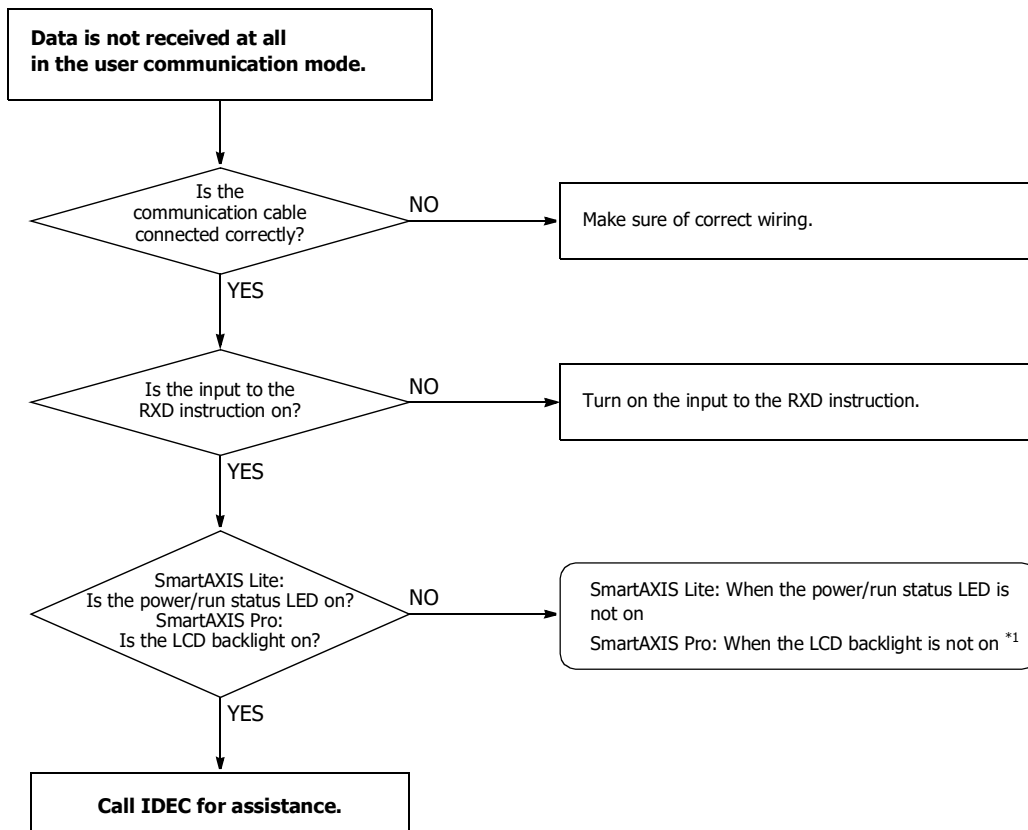 Data is not received at all
in the user communication mode.
Is the
communication cable
connected correctly?
NO
Make sure of correct wiring.
YES
Is the input to the
RXD instruction on?
NO
Turn on the input to the RXD instruction.
YES
SmartAXIS Lite:
Is the power/run status LED on?
SmartAXIS Pro:
Is the LCD backlight on?
NO
SmartAXIS Lite: When the power/run status LED is
not on
SmartAXIS Pro: When the LCD backlight is not on *1
YES
Call IDEC for assistance.